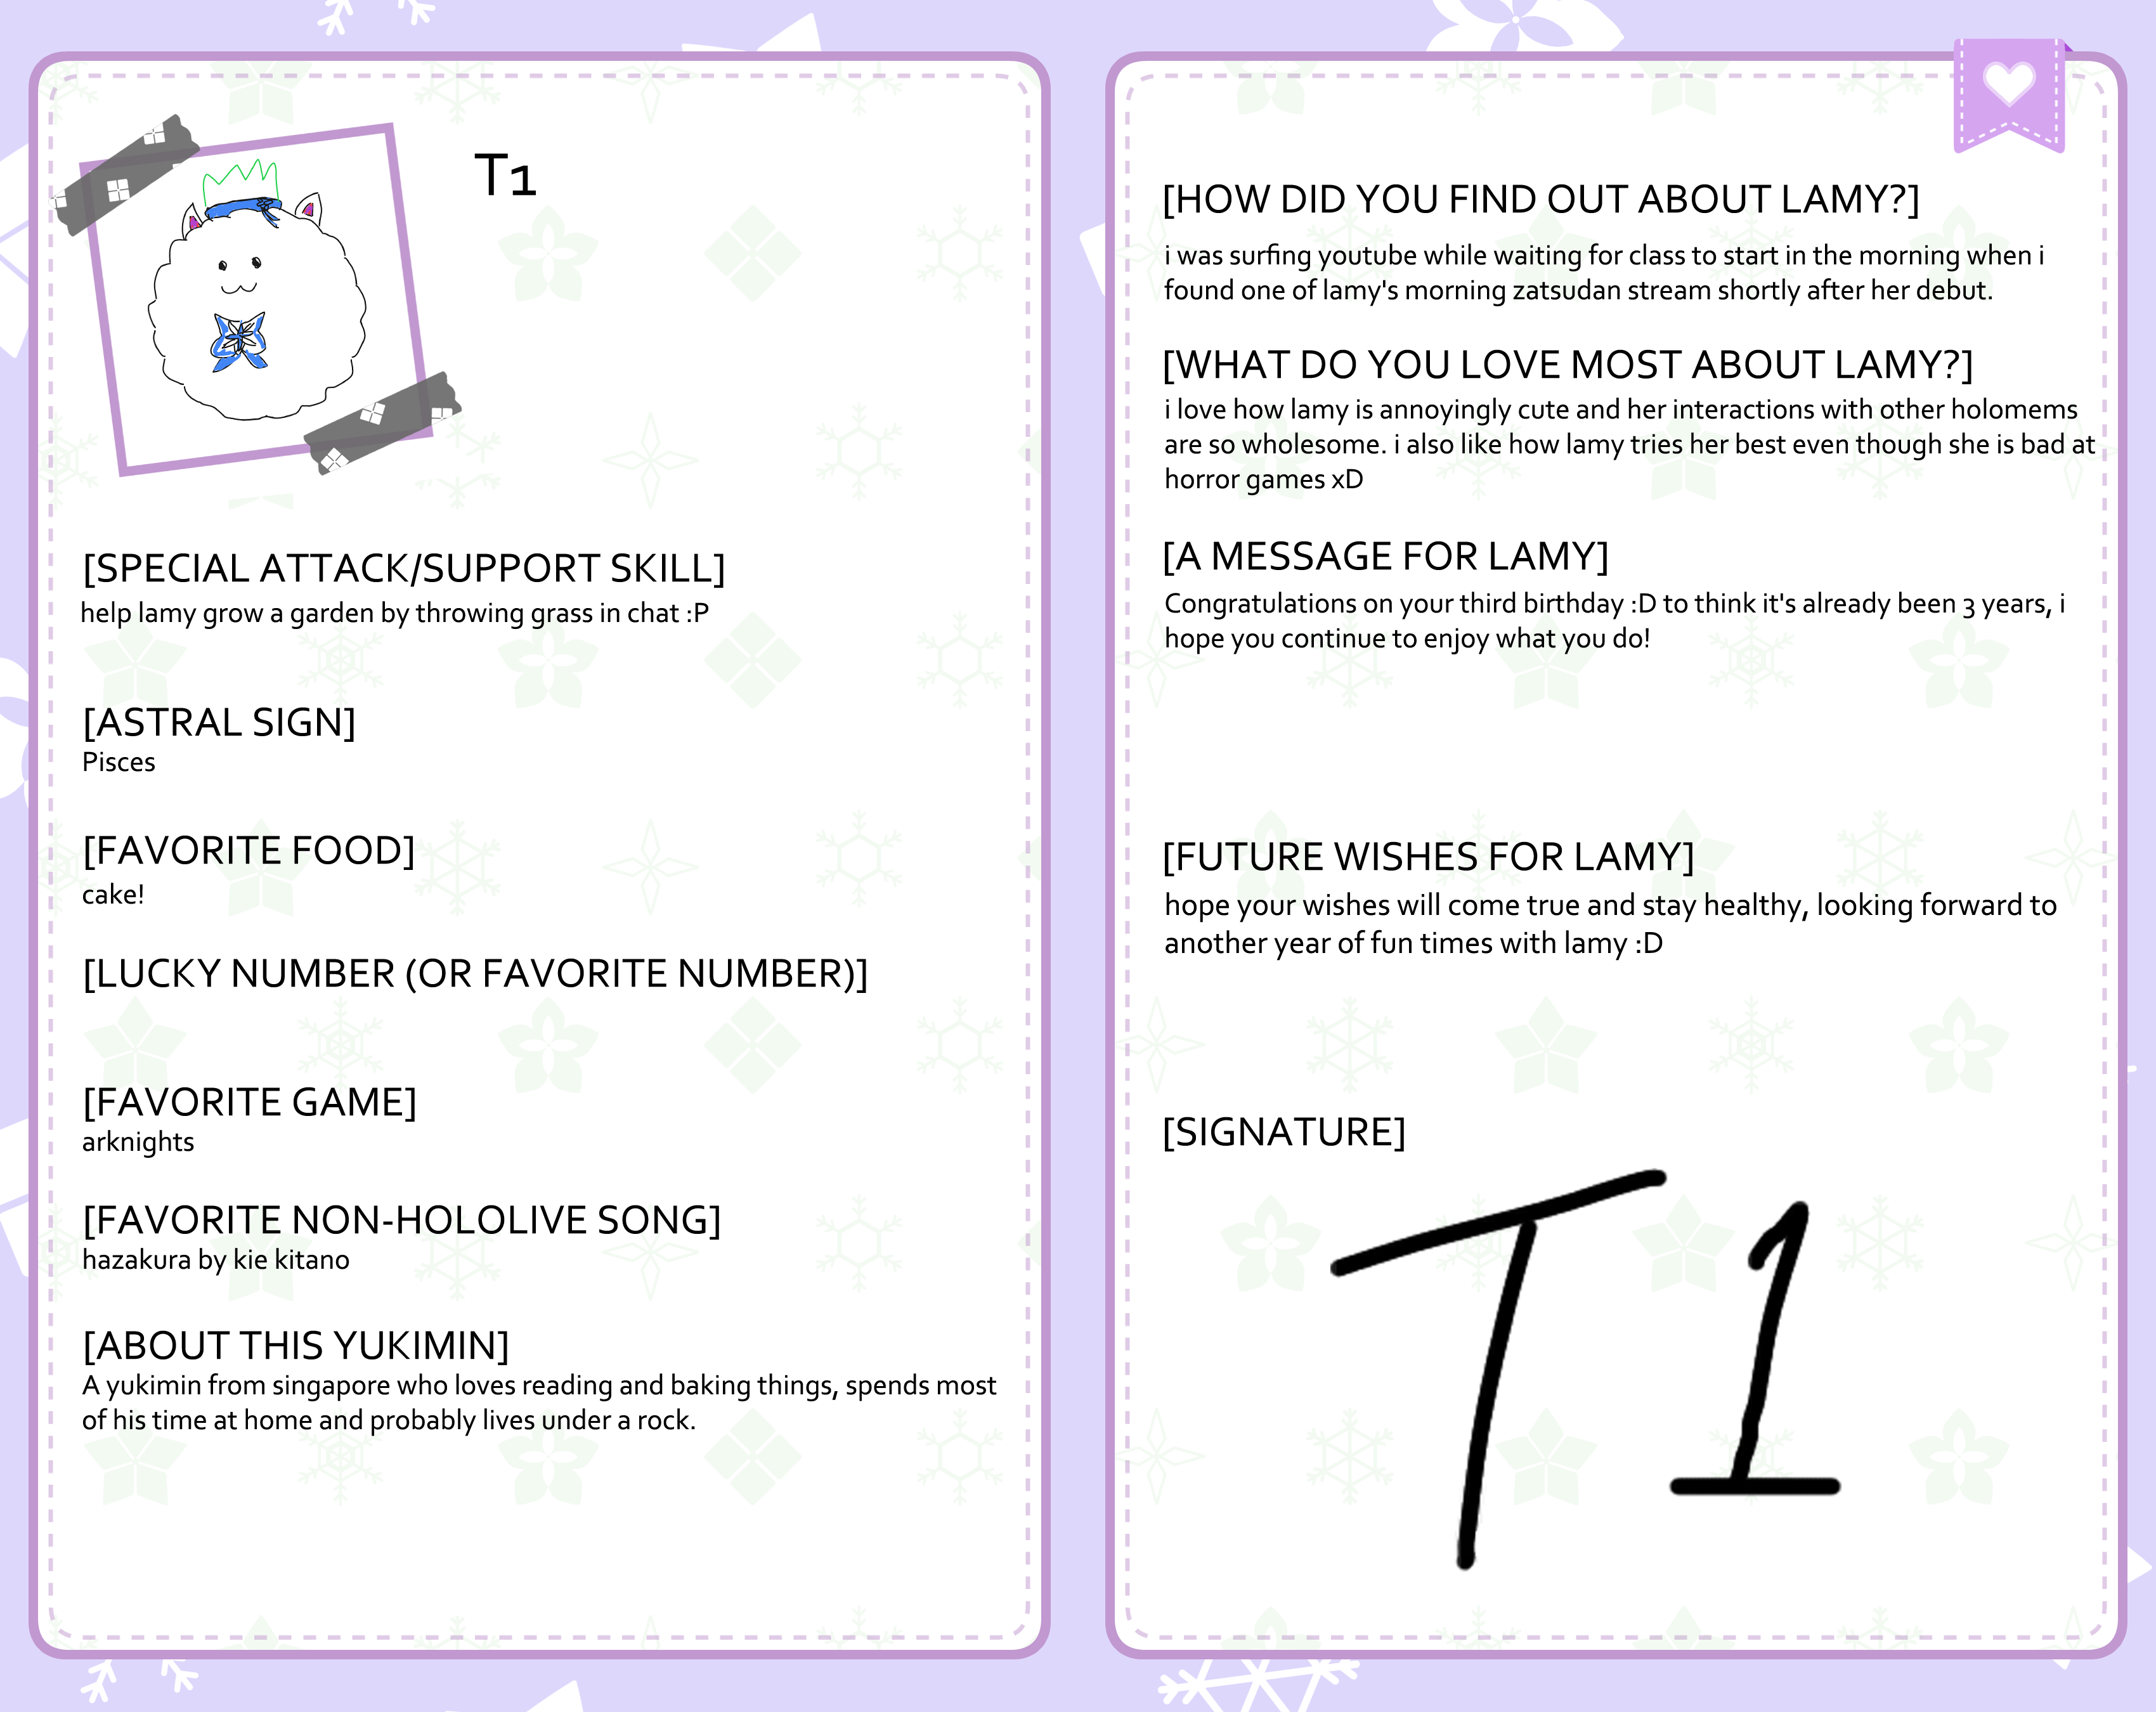 T1
[SPECIAL ATTACK/SUPPORT SKILL]
help lamy grow a garden by throwing grass in chat :P
[ASTRAL SIGN]
Pisces
[FAVORITE FOOD]
cake!
[LUCKY NUMBER (OR FAVORITE NUMBER)]
[FAVORITE GAME]
arknights
[FAVORITE NON-HOLOLIVE SONG]
hazakura by kie kitano
[ABOUT THIS YUKIMIN]
A yukimin from singapore who loves reading and baking things, spends most
of his time at home and probably lives under a rock.
[HOW DID YOU FIND OUT ABOUT LAMY?]
i was surfing youtube while waiting for class to start in the morning when i
found one of lamy's morning zatsudan stream shortly after her debut.
[WHAT DO YOU LOVE MOST ABOUT LAMY?]
i love how lamy is annoyingly cute and her interactions with other holomems
are so wholesome. i also like how lamy tries her best even though she is bad at
horror games xD
[A MESSAGE FOR LAMY]
Congratulations on your third birthday :D to think it's already been 3 years, i
hope you continue to enjoy what you do!
[FUTURE WISHES FOR LAMY]
hope your wishes will come true and stay healthy, looking forward to
another year of fun times with lamy :D
[SIGNATURE]
T1